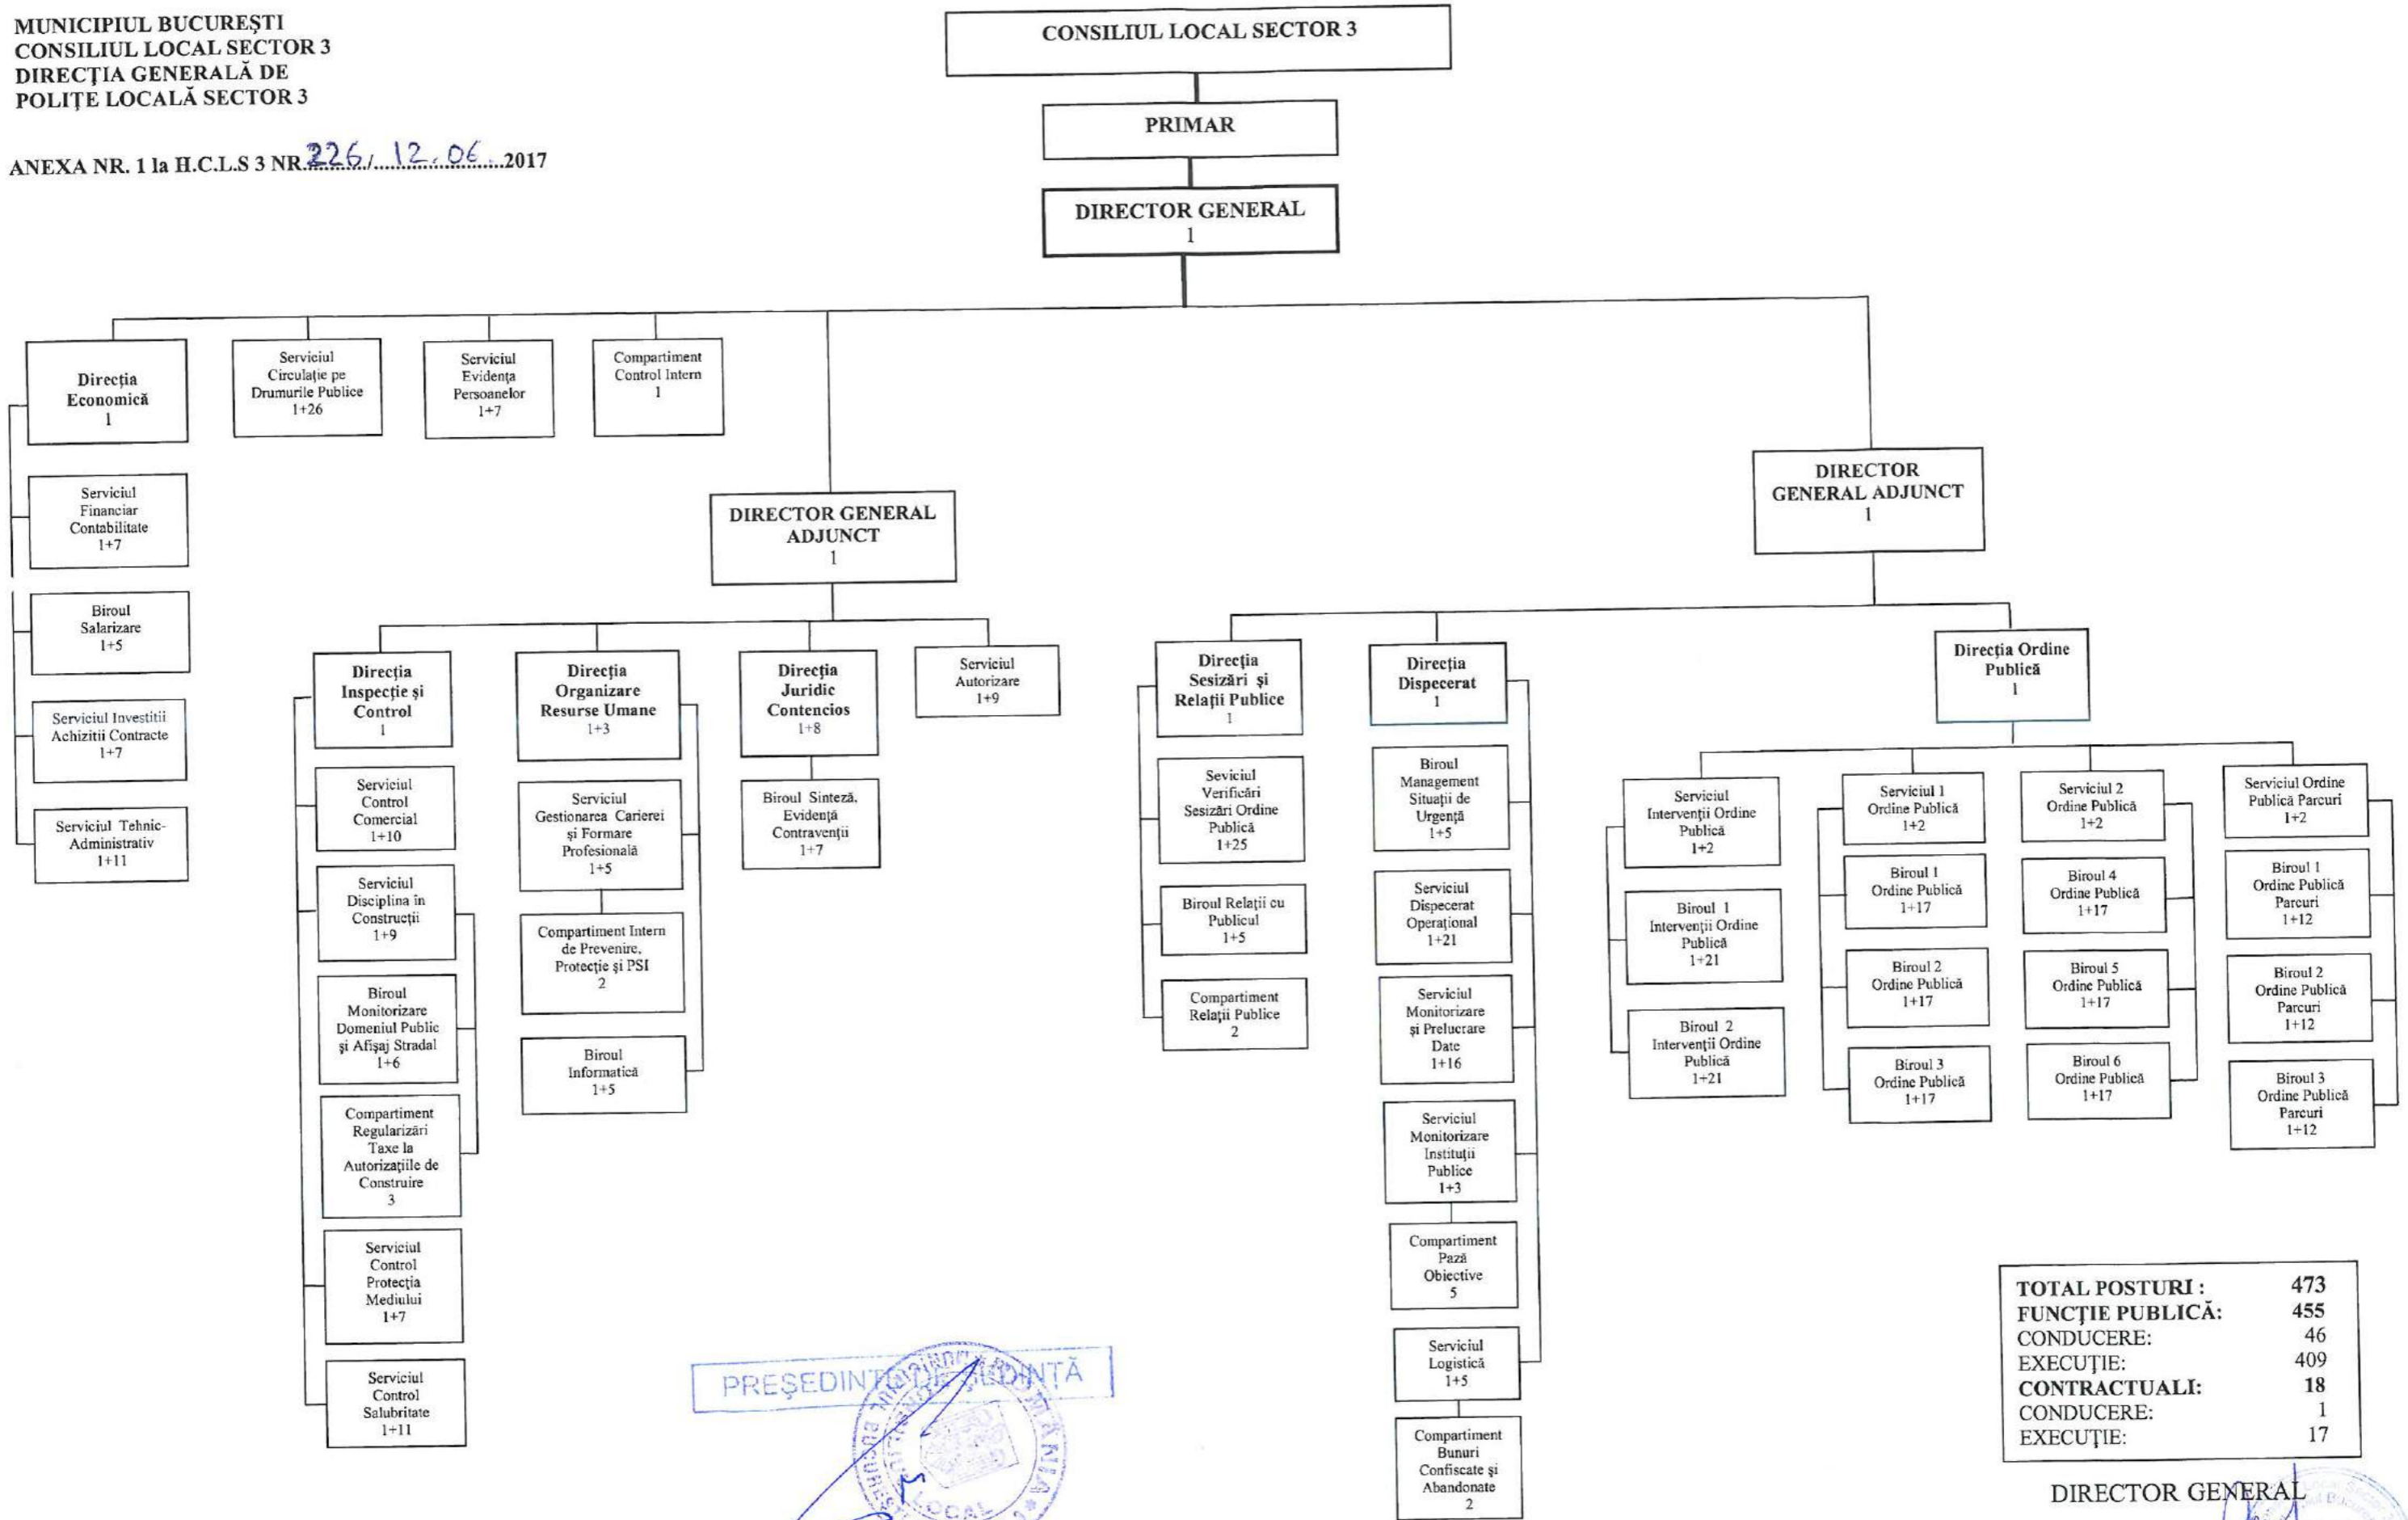 MUNICIPIUL BUCUREŞTI
CONSILIUL LOCAL SECTOR 3
DIRECŢIA GENERALĂ DE
POLIŢE LOCALĂ SECTOR 3
ANEXA NR. 1 la H.C.L.S 3 NR.226./12.06.2017
CONSILIUL LOCAL SECTOR 3
PRIMAR
DIRECTOR GENERAL
1
Direcţia
Economică
1
Serviciul
Circulaţie pe
Drumurile Publice
1+26
Serviciul
Evidenţa
Persoanelor
1+7
Compartiment
Control Intern
1
Serviciul
Financiar
Contabilitate
1+7
Biroul
Salarizare
1+5
Serviciul Investitii
Achizitii Contracte
1+7
Serviciul Tehnic-
Administrativ
1+11
DIRECTOR GENERAL
ADJUNCT
1
Direcţia
Inspecţie şi
Control
1
Serviciul
Control
Comercial
1+10
Serviciul
Disciplina în
Construcţii
1+9
Biroul
Monitorizare
Domeniul Public
şi Afişaj Stradal
1+6
Compartiment
Regularizări
Taxe la
Autorizaţiile de
Construire
3
Serviciul
Control
Protecţia
Mediului
1+7
Serviciul
Control
Salubritate
1+11
Direcţia
Organizare
Resurse Umane
1+3
Serviciul
Gestionarea Carierei
şi Formare
Profesională
1+5
Compartiment Intern
de Prevenire,
Protecţie şi PSI
2
Biroul
Informatică
1+5
Direcţia
Juridic
Contencios
1+8
Biroul Sinteză,
Evidenţă
Contravenţii
1+7
Serviciul
Autorizare
1+9
DIRECTOR
GENERAL ADJUNCT
1
Direcţia
Sesizări şi
Relaţii Publice
1
Seviciul
Verificări
Sesizări Ordine
Publică
1+25
Biroul Relaţii cu
Publicul
1+5
Compartiment
Relaţii Publice
2
Direcţia
Dispecerat
1
Biroul
Management
Situaţii de
Urgenţă
1+5
Serviciul
Dispecerat
Operaţional
1+21
Serviciul
Monitorizare
şi Prelucrare
Date
1+16
Serviciul
Monitorizare
Instituţii
Publice
1+3
Compartiment
Pază
Obiective
5
Serviciul
Logistică
1+5
Compartiment
Bunuri
Confiscate şi
Abandonate
2
Direcţia Ordine
Publică
1
Serviciul
Intervenţii Ordine
Publică
1+2
Biroul 1
Intervenţii Ordine
Publică
1+21
Biroul 2
Intervenţii Ordine
Publică
1+21
Serviciul 1
Ordine Publică
1+2
Biroul 1
Ordine Publică
1+17
Biroul 2
Ordine Publică
1+17
Biroul 3
Ordine Publică
1+17
Serviciul 2
Ordine Publică
1+2
Biroul 4
Ordine Publică
1+17
Biroul 5
Ordine Publică
1+17
Biroul 6
Ordine Publică
1+17
Serviciul Ordine
Publică Parcuri
1+2
Biroul 1
Ordine Publică
Parcuri
1+12
Biroul 2
Ordine Publică
Parcuri
1+12
Biroul 3
Ordine Publică
Parcuri
1+12
TOTAL POSTURI : 473
FUNCŢIE PUBLICĂ: 455
CONDUCERE: 46
EXECUŢIE: 409
CONTRACTUALI: 18
CONDUCERE: 1
EXECUŢIE: 17
DIRECTOR GENERAL
PREŞEDINTE DE ŞEDINŢĂ
ROMÂNIA
LOCAL